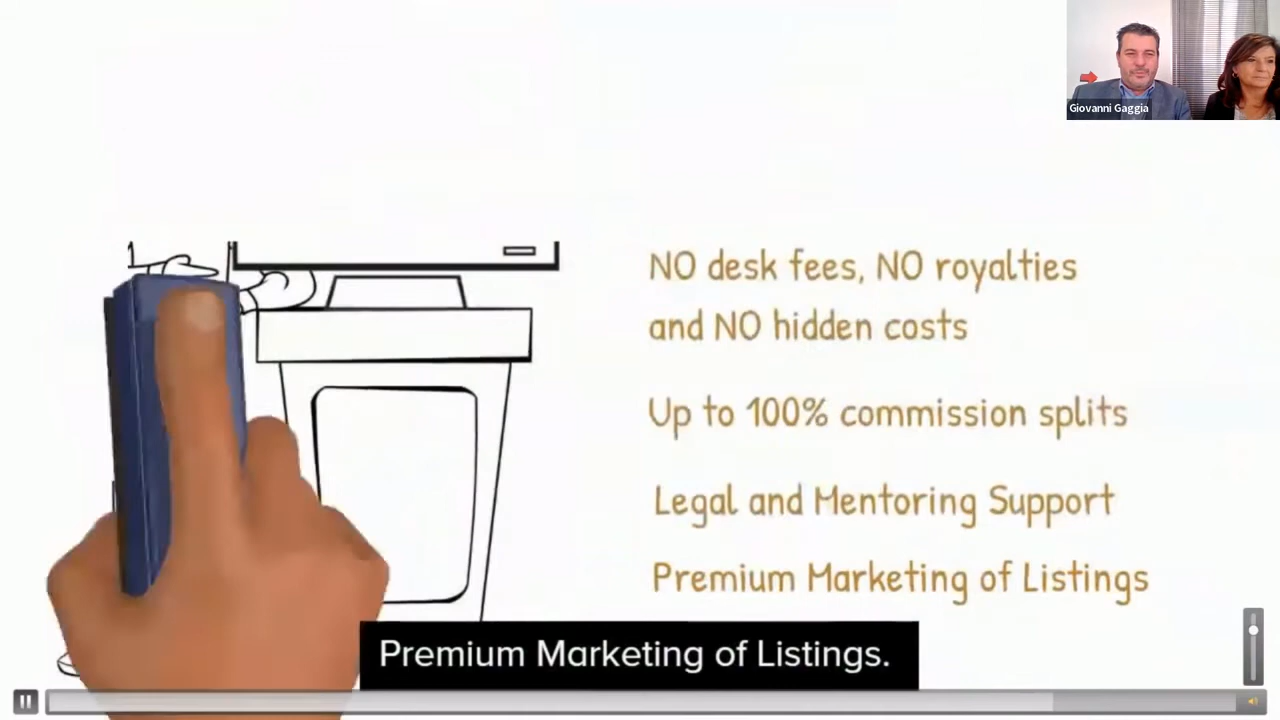 Giovanni Gaggia
NO desk fees, NO royalties
and NO hidden costs
Up to 100% commission splits
Legal and Mentoring Support
Premium Marketing of Listings
Premium Marketing of Listings.